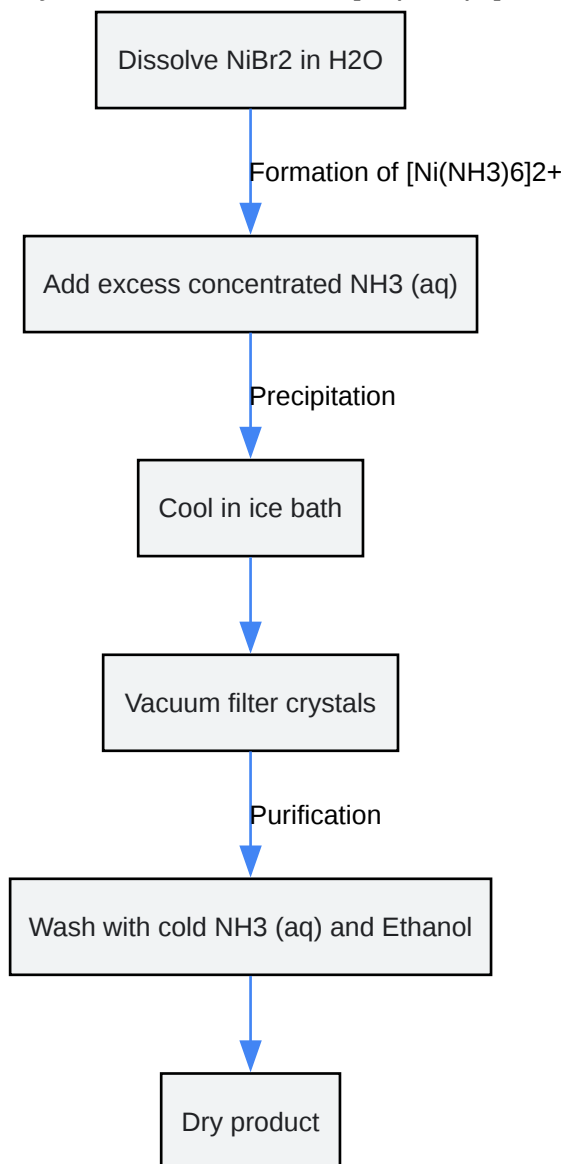 Dissolve NiBr2 in H2O
Formation of [Ni(NH3)6]2+
Add excess concentrated NH3 (aq)
Precipitation
Cool in ice bath
Vacuum filter crystals
Purification
Wash with cold NH3 (aq) and Ethanol
Dry product